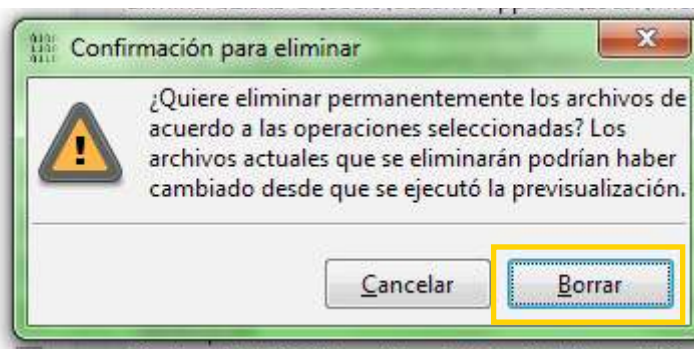 Confirmación para eliminar
¿Quiere eliminar permanentemente los archivos de
acuerdo a las operaciones seleccionadas? Los
archivos actuales que se eliminarán podrían haber
cambiado desde que se ejecutó la previsualización.
Cancelar
Borrar